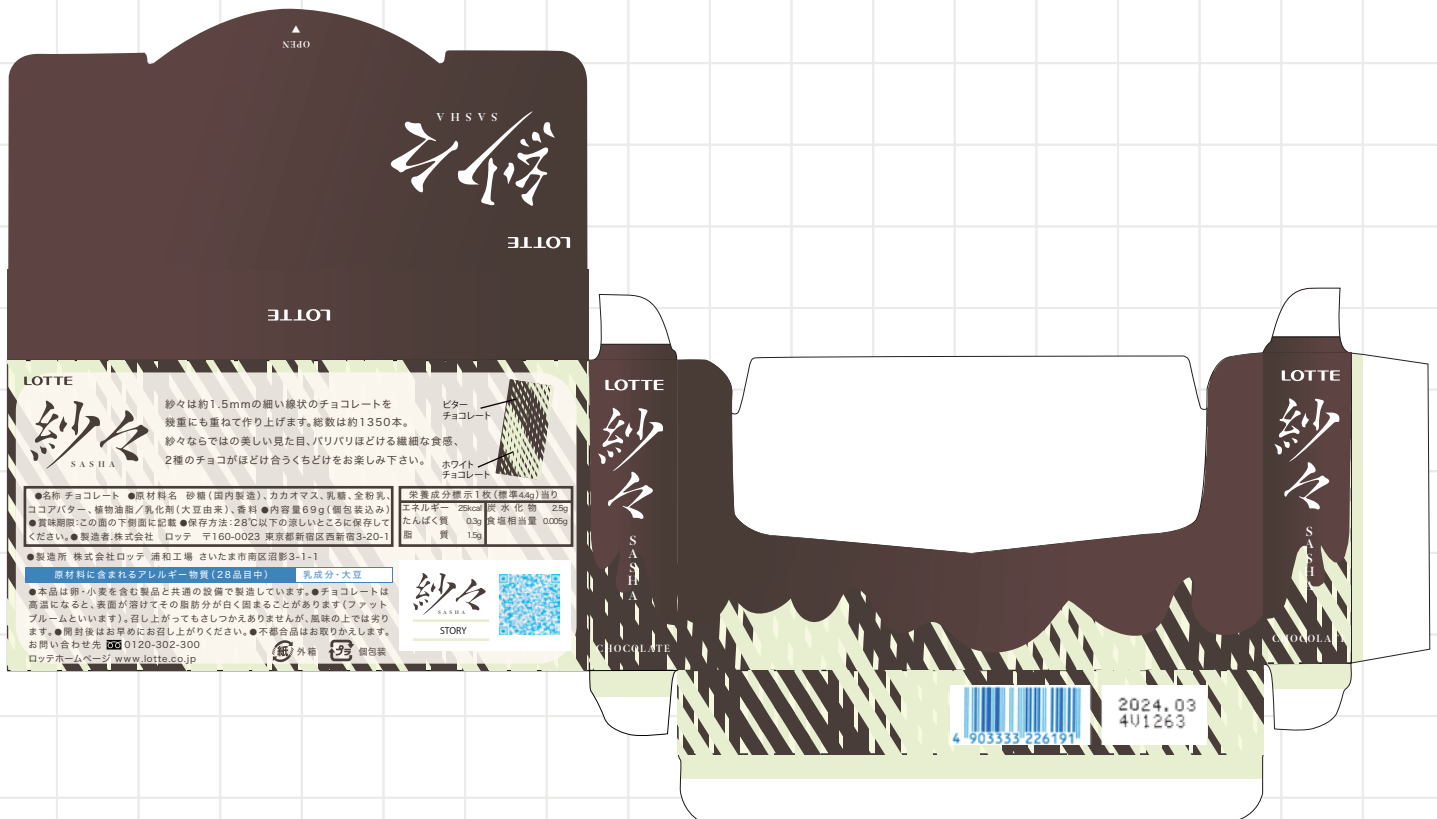 OPEN
SASHA
紗々
LOTTE
LOTTE
LOTTE
紗々
SASHA
紗々は約1.5mmの細い線状のチョコレートを
幾重にも重ねて作り上げます。総数は約1350本。
紗々ならではの美しい見た目、パリパリほどける繊細な食感、
2種のチョコがほどけ合うくちどけをお楽しみ下さい。
ビター
チョコレート
ホワイト
チョコレート
●名称 チョコレート ●原材料名 砂糖(国内製造)、カカオマス、乳糖、全粉乳、
ココアバター、植物油脂/乳化剤(大豆由来)、香料 ●内容量69g(個包装込み)
●賞味期限:この面の下側面に記載 ●保存方法:28℃以下の涼しいところに保存して
ください。●製造者:株式会社 ロッテ 〒160-0023 東京都新宿区西新宿3-20-1
栄養成分標示1枚(標準4.4g)当り
エネルギー 25kcal 炭水化物 2.5g
たんぱく質 0.3g 食塩相当量 0.005g
脂質 1.5g
●製造所 株式会社ロッテ 浦和工場 さいたま市南区沼影3-1-1
原材料に含まれるアレルギー物質(28品目中) 乳成分・大豆
●本品は卵・小麦を含む製品と共通の設備で製造しています。●チョコレートは
高温になると、表面が溶けてその脂肪分が白く固まることがあります(ファット
ブルームといいます)。召し上がってもさしつかえありませんが、風味の上では劣り
ます。●開封後はお早めにお召し上がりください。●不都合品はお取りかえします。
お問い合わせ先 0120-302-300
ロッテホームページ www.lotte.co.jp
紙 外箱
プラ 個包装
紗々
SASHA
STORY
LOTTE
紗々
SASHA
CHOCOLATE
LOTTE
紗々
SASHA
CHOCOLATE
4 903333 226191
2024.03
4V1263